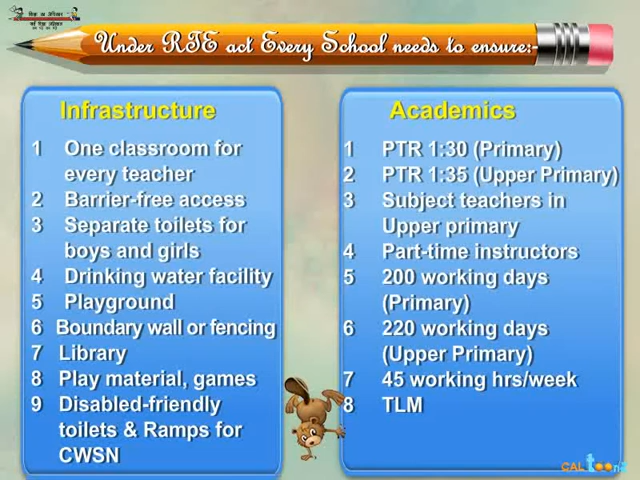 Under RTE act Every School needs to ensure:-
Infrastructure
1 One classroom for
every teacher
2 Barrier-free access
3 Separate toilets for
boys and girls
4 Drinking water facility
5 Playground
6 Boundary wall or fencing
7 Library
8 Play material, games
9 Disabled-friendly
toilets & Ramps for
CWSN
Academics
1 PTR 1:30 (Primary)
2 PTR 1:35 (Upper Primary)
3 Subject teachers in
Upper primary
4 Part-time instructors
5 200 working days
(Primary)
6 220 working days
(Upper Primary)
7 45 working hrs/week
8 TLM
CALtoons